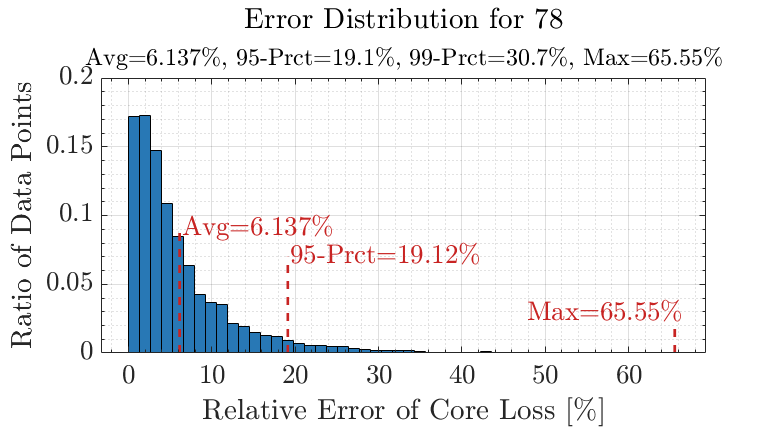 Error Distribution for 78
Avg=6.137%, 95-Prct=19.1%, 99-Prct=30.7%, Max=65.55%
Ratio of Data Points
0.2
0.15
0.1
0.05
0
Avg=6.137%
95-Prct=19.12%
Max=65.55%
0 10 20 30 40 50 60
Relative Error of Core Loss [%]